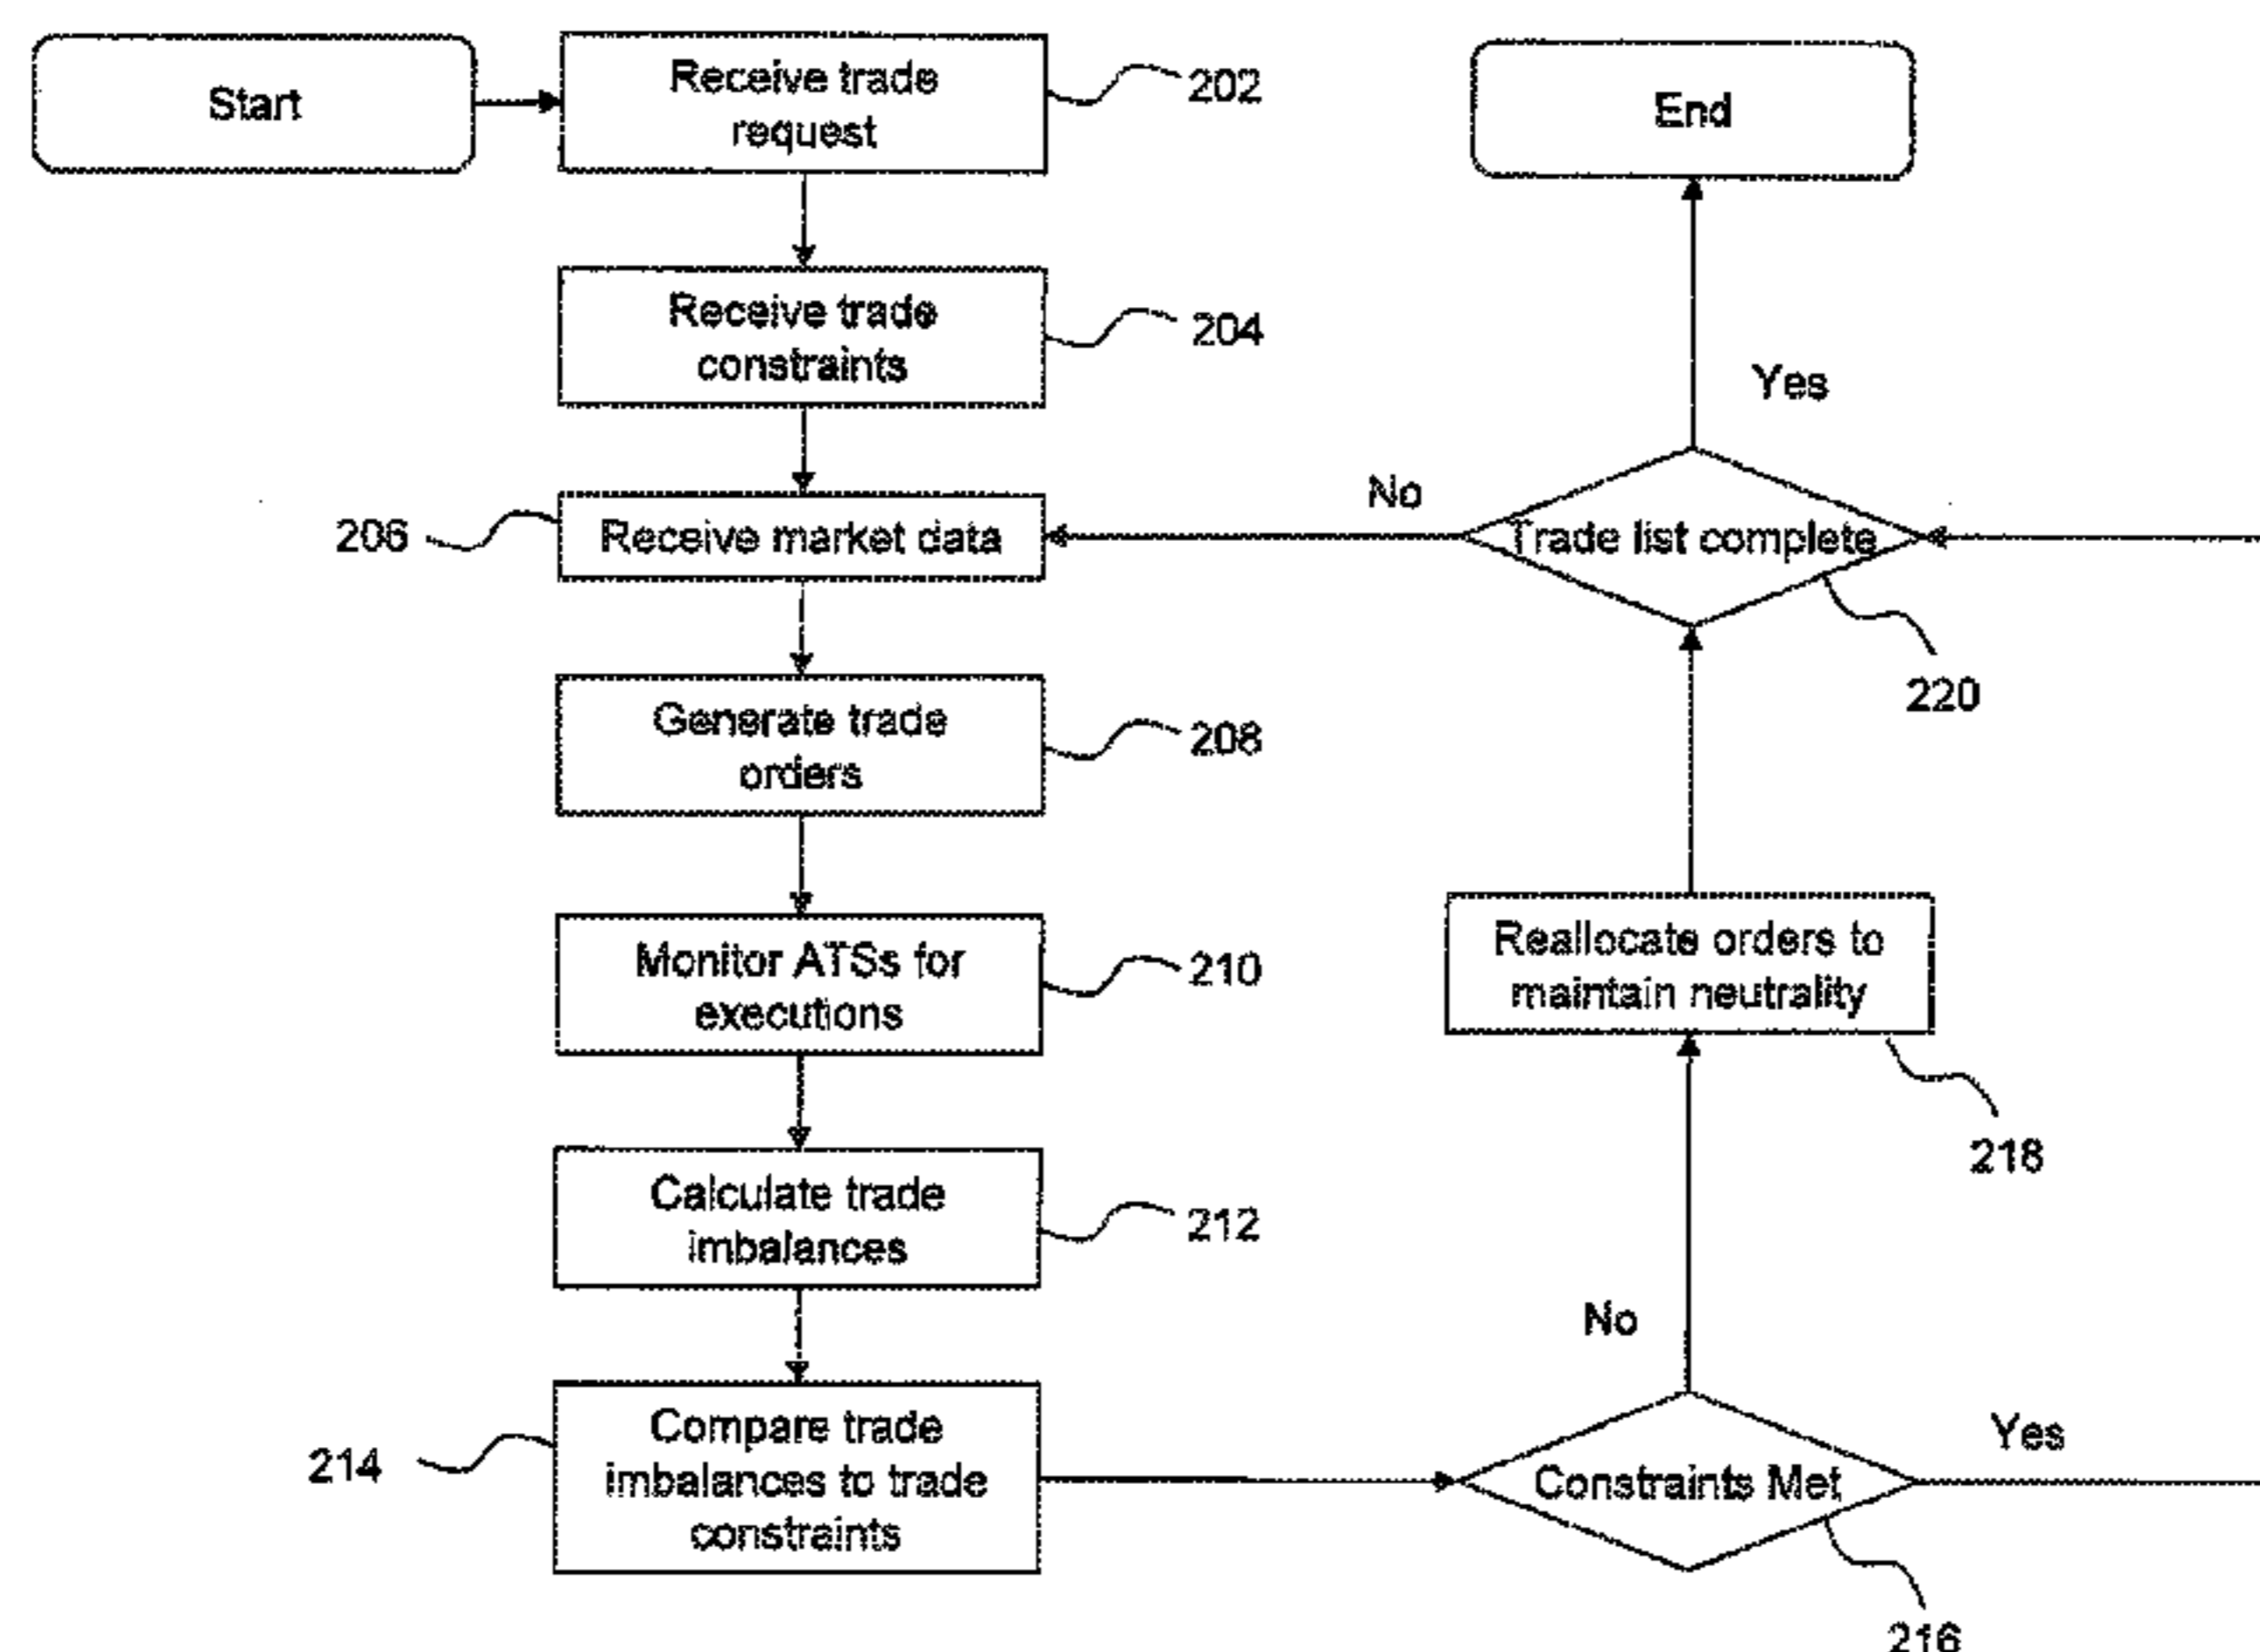 Start
Receive trade
request
202
Receive trade
constraints
204
206
Receive market data
Generate trade
orders
208
Monitor ATSs for
executions
210
Calculate trade
imbalances
212
214
Compare trade
imbalances to trade
constraints
Constraints Met
216
No
Yes
Reallocate orders to
maintain neutrality
218
Trade list complete
220
No
Yes
End